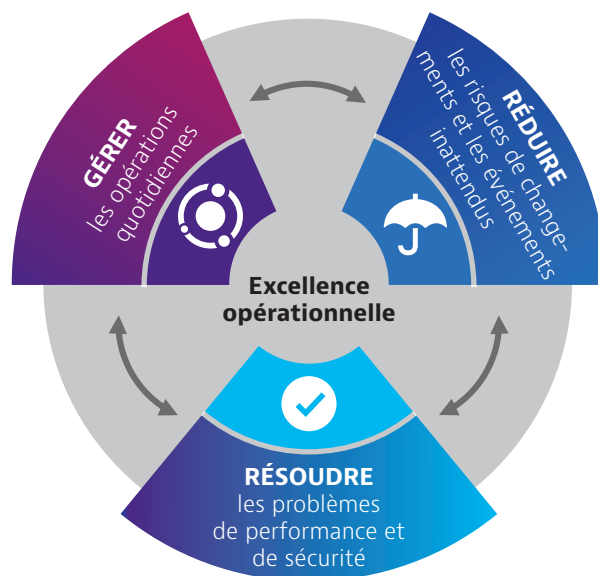 GÉRER
les opérations
quotidiennes
RÉDUIRE
les risques de change-
ments et les événements
inattendus
Excellence
opérationnelle
RÉSOUDRE
les problèmes
de performance et
de sécurité